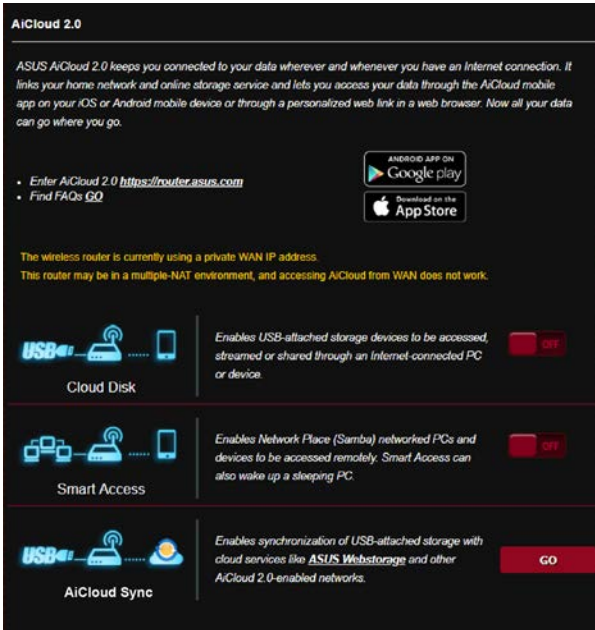 AiCloud 2.0
ASUS AiCloud 2.0 keeps you connected to your data wherever and whenever you have an Internet connection. It
links your home network and online storage service and lets you access your data through the AiCloud mobile
app on your iOS or Android mobile device or through a personalized web link in a web browser. Now all your data
can go where you go.
ANDROID APP ON
Google play
Download on the
App Store
• Enter AiCloud 2.0 https://router.asus.com
• Find FAQs GO
The wireless router is currently using a private WAN IP address.
This router may be in a multiple-NAT environment, and accessing AiCloud from WAN does not work.
USB
Cloud Disk
Enables USB-attached storage devices to be accessed,
streamed or shared through an Internet-connected PC
or device.
OFF
Smart Access
Enables Network Place (Samba) networked PCs and
devices to be accessed remotely. Smart Access can
also wake up a sleeping PC.
OFF
USB
AiCloud Sync
Enables synchronization of USB-attached storage with
cloud services like ASUS Webstorage and other
AiCloud 2.0-enabled networks.
GO